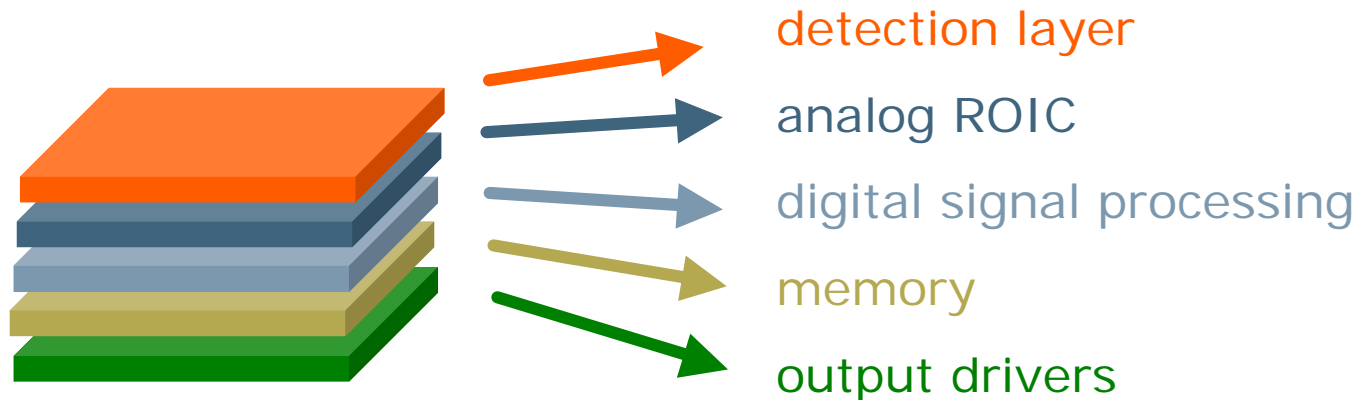 detection layer
analog ROIC
digital signal processing
memory
output drivers